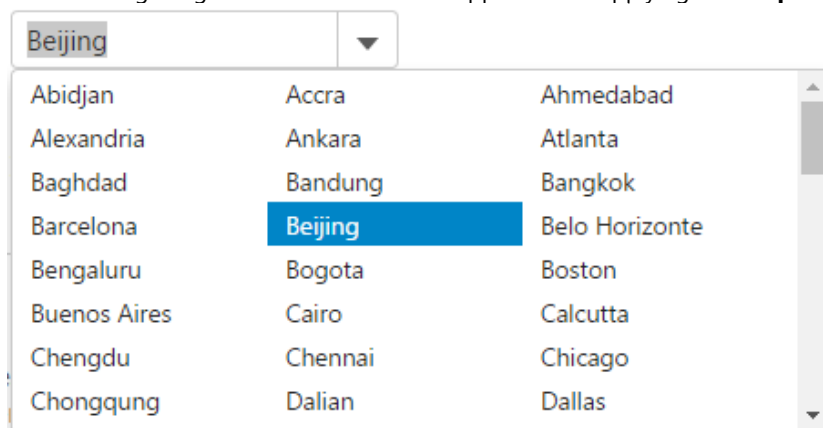 Beijing
Abidjan Accra Ahmedabad
Alexandria Ankara Atlanta
Baghdad Bandung Bangkok
Barcelona Beijing Belo Horizonte
Bengaluru Bogota Boston
Buenos Aires Cairo Calcutta
Chengdu Chennai Chicago
Chongqung Dalian Dallas